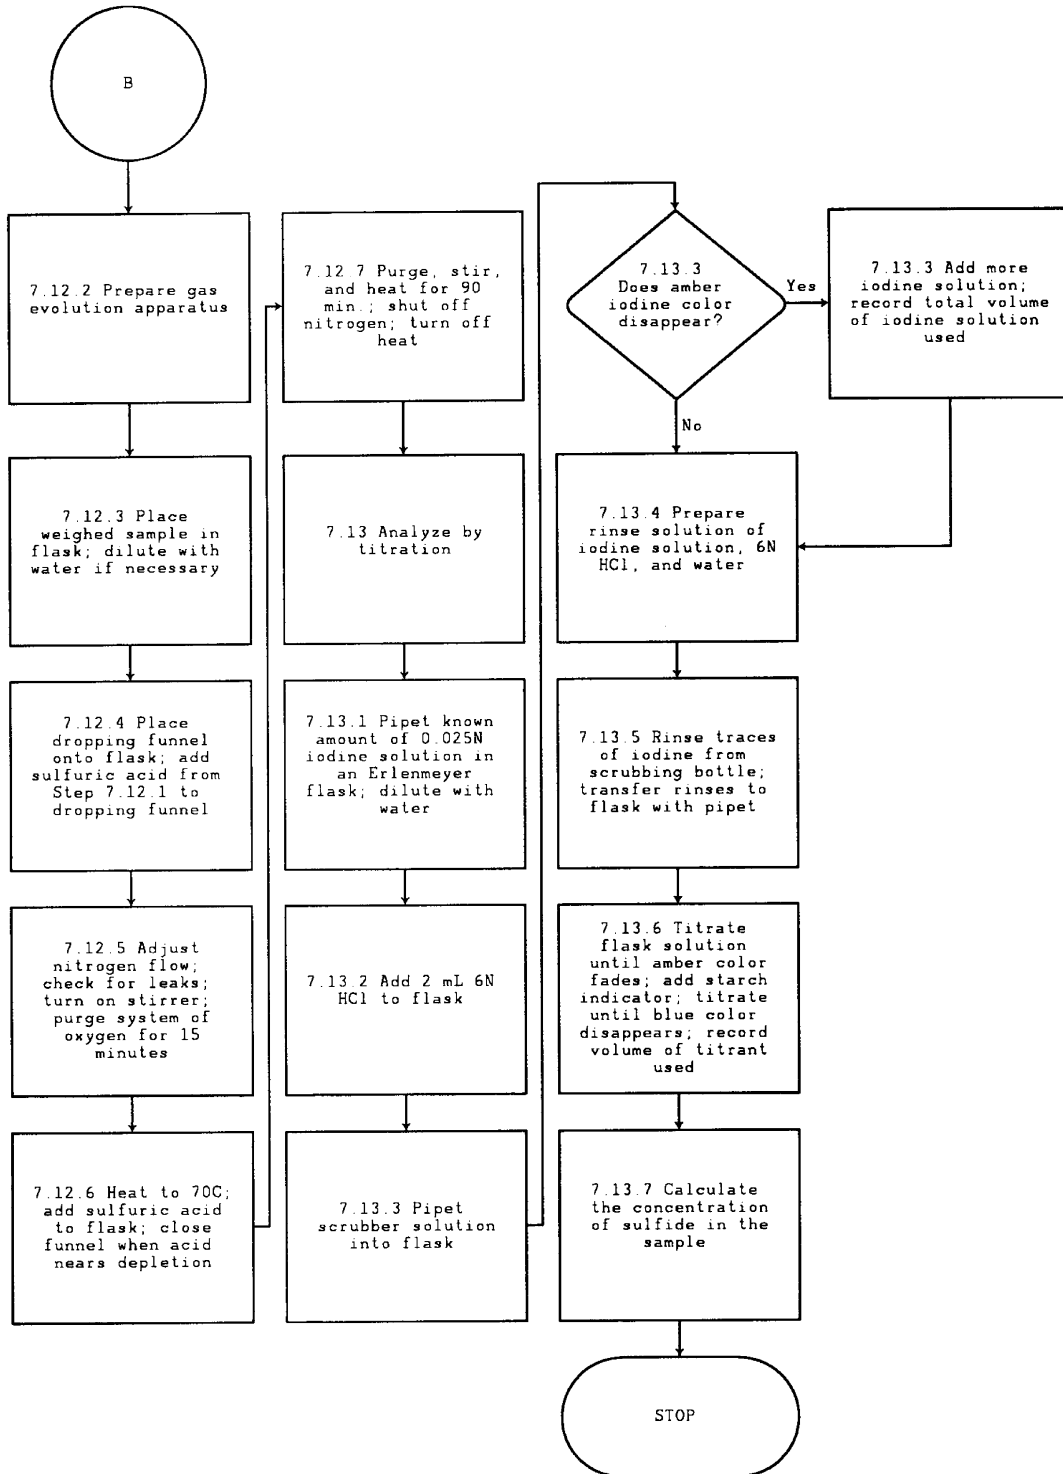 B
7.12.2 Prepare gas
evolution apparatus
7.12.3 Place
weighed sample in
flask; dilute with
water if necessary
7.12.4 Place
dropping funnel
onto flask; add
sulfuric acid from
Step 7.12.1 to
dropping funnel
7.12.5 Adjust
nitrogen flow;
check for leaks;
turn on stirrer;
purge system of
oxygen for 15
minutes
7.12.6 Heat to 70C;
add sulfuric acid
to flask; close
funnel when acid
nears depletion
7.12.7 Purge, stir,
and heat for 90
min.; shut off
nitrogen; turn off
heat
7.13 Analyze by
titration
7.13.1 Pipet known
amount of 0.025N
iodine solution in
an Erlenmeyer
flask; dilute with
water
7.13.2 Add 2 mL 6N
HCl to flask
7.13.3 Pipet
scrubber solution
into flask
7.13.3
Does amber
iodine color
disappear?
Yes
7.13.3 Add more
iodine solution;
record total volume
of iodine solution
used
No
7.13.4 Prepare
rinse solution of
iodine solution, 6N
HCl, and water
7.13.5 Rinse traces
of iodine from
scrubbing bottle;
transfer rinses to
flask with pipet
7.13.6 Titrate
flask solution
until amber color
fades; add starch
indicator; titrate
until blue color
disappears; record
volume of titrant
used
7.13.7 Calculate
the concentration
of sulfide in the
sample
STOP